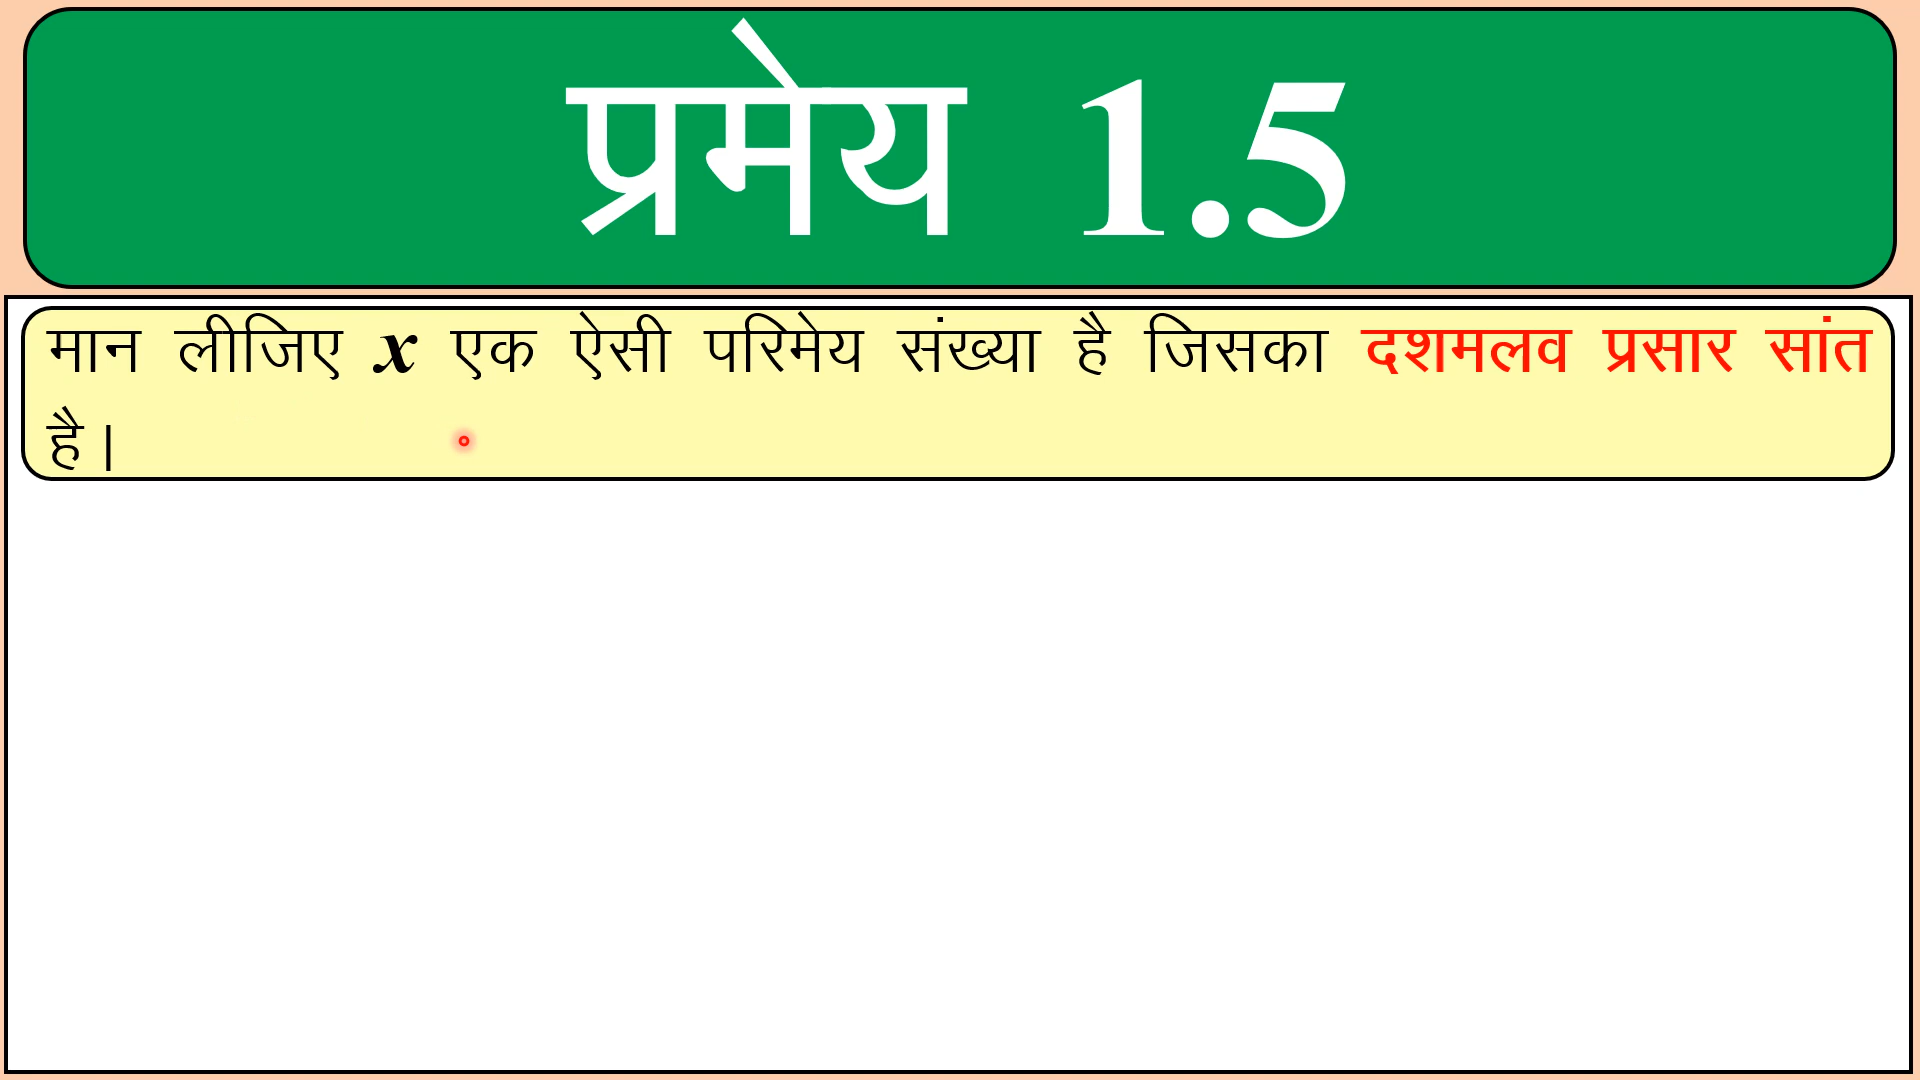 प्रमेय 1.5
मान लीजिए x एक ऐसी परिमेय संख्या है जिसका दशमलव प्रसार सांत
है।